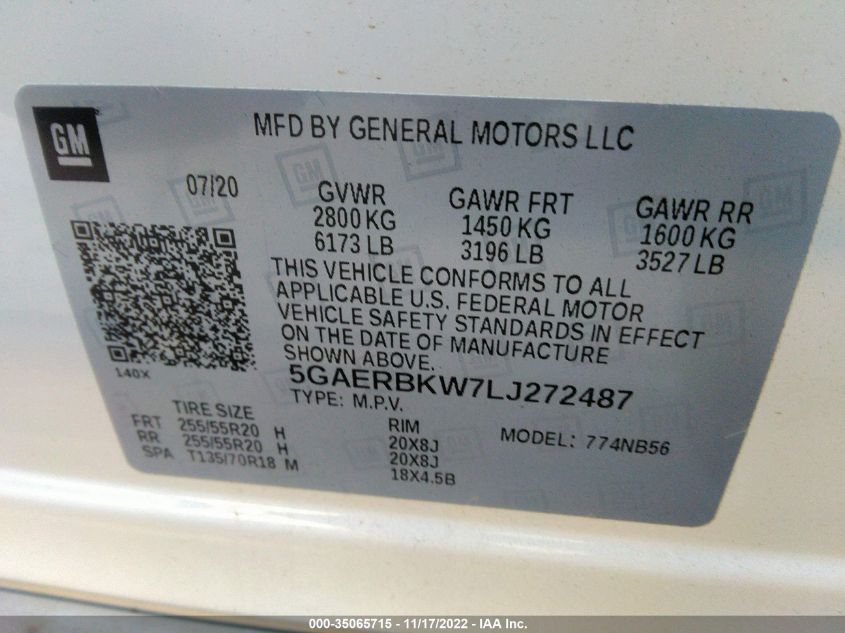 GM
MFD BY GENERAL MOTORS LLC
07/20
GVWR GAWR FRT GAWR RR
2800 KG 1450 KG 1600 KG
6173 LB 3196 LB 3527 LB
THIS VEHICLE CONFORMS TO ALL
APPLICABLE U.S. FEDERAL MOTOR
VEHICLE SAFETY STANDARDS IN EFFECT
ON THE DATE OF MANUFACTURE
SHOWN ABOVE.
140X
5GAERBKW7LJ272487
TYPE: M.P.V.
TIRE SIZE RIM MODEL: 774NB56
FRT 255/55R20 H 20X8J
RR 255/55R20 H 20X8J
SPA T135/70R18 M 18X4.5B
000-35065715 - 11/17/2022 - IAA Inc.